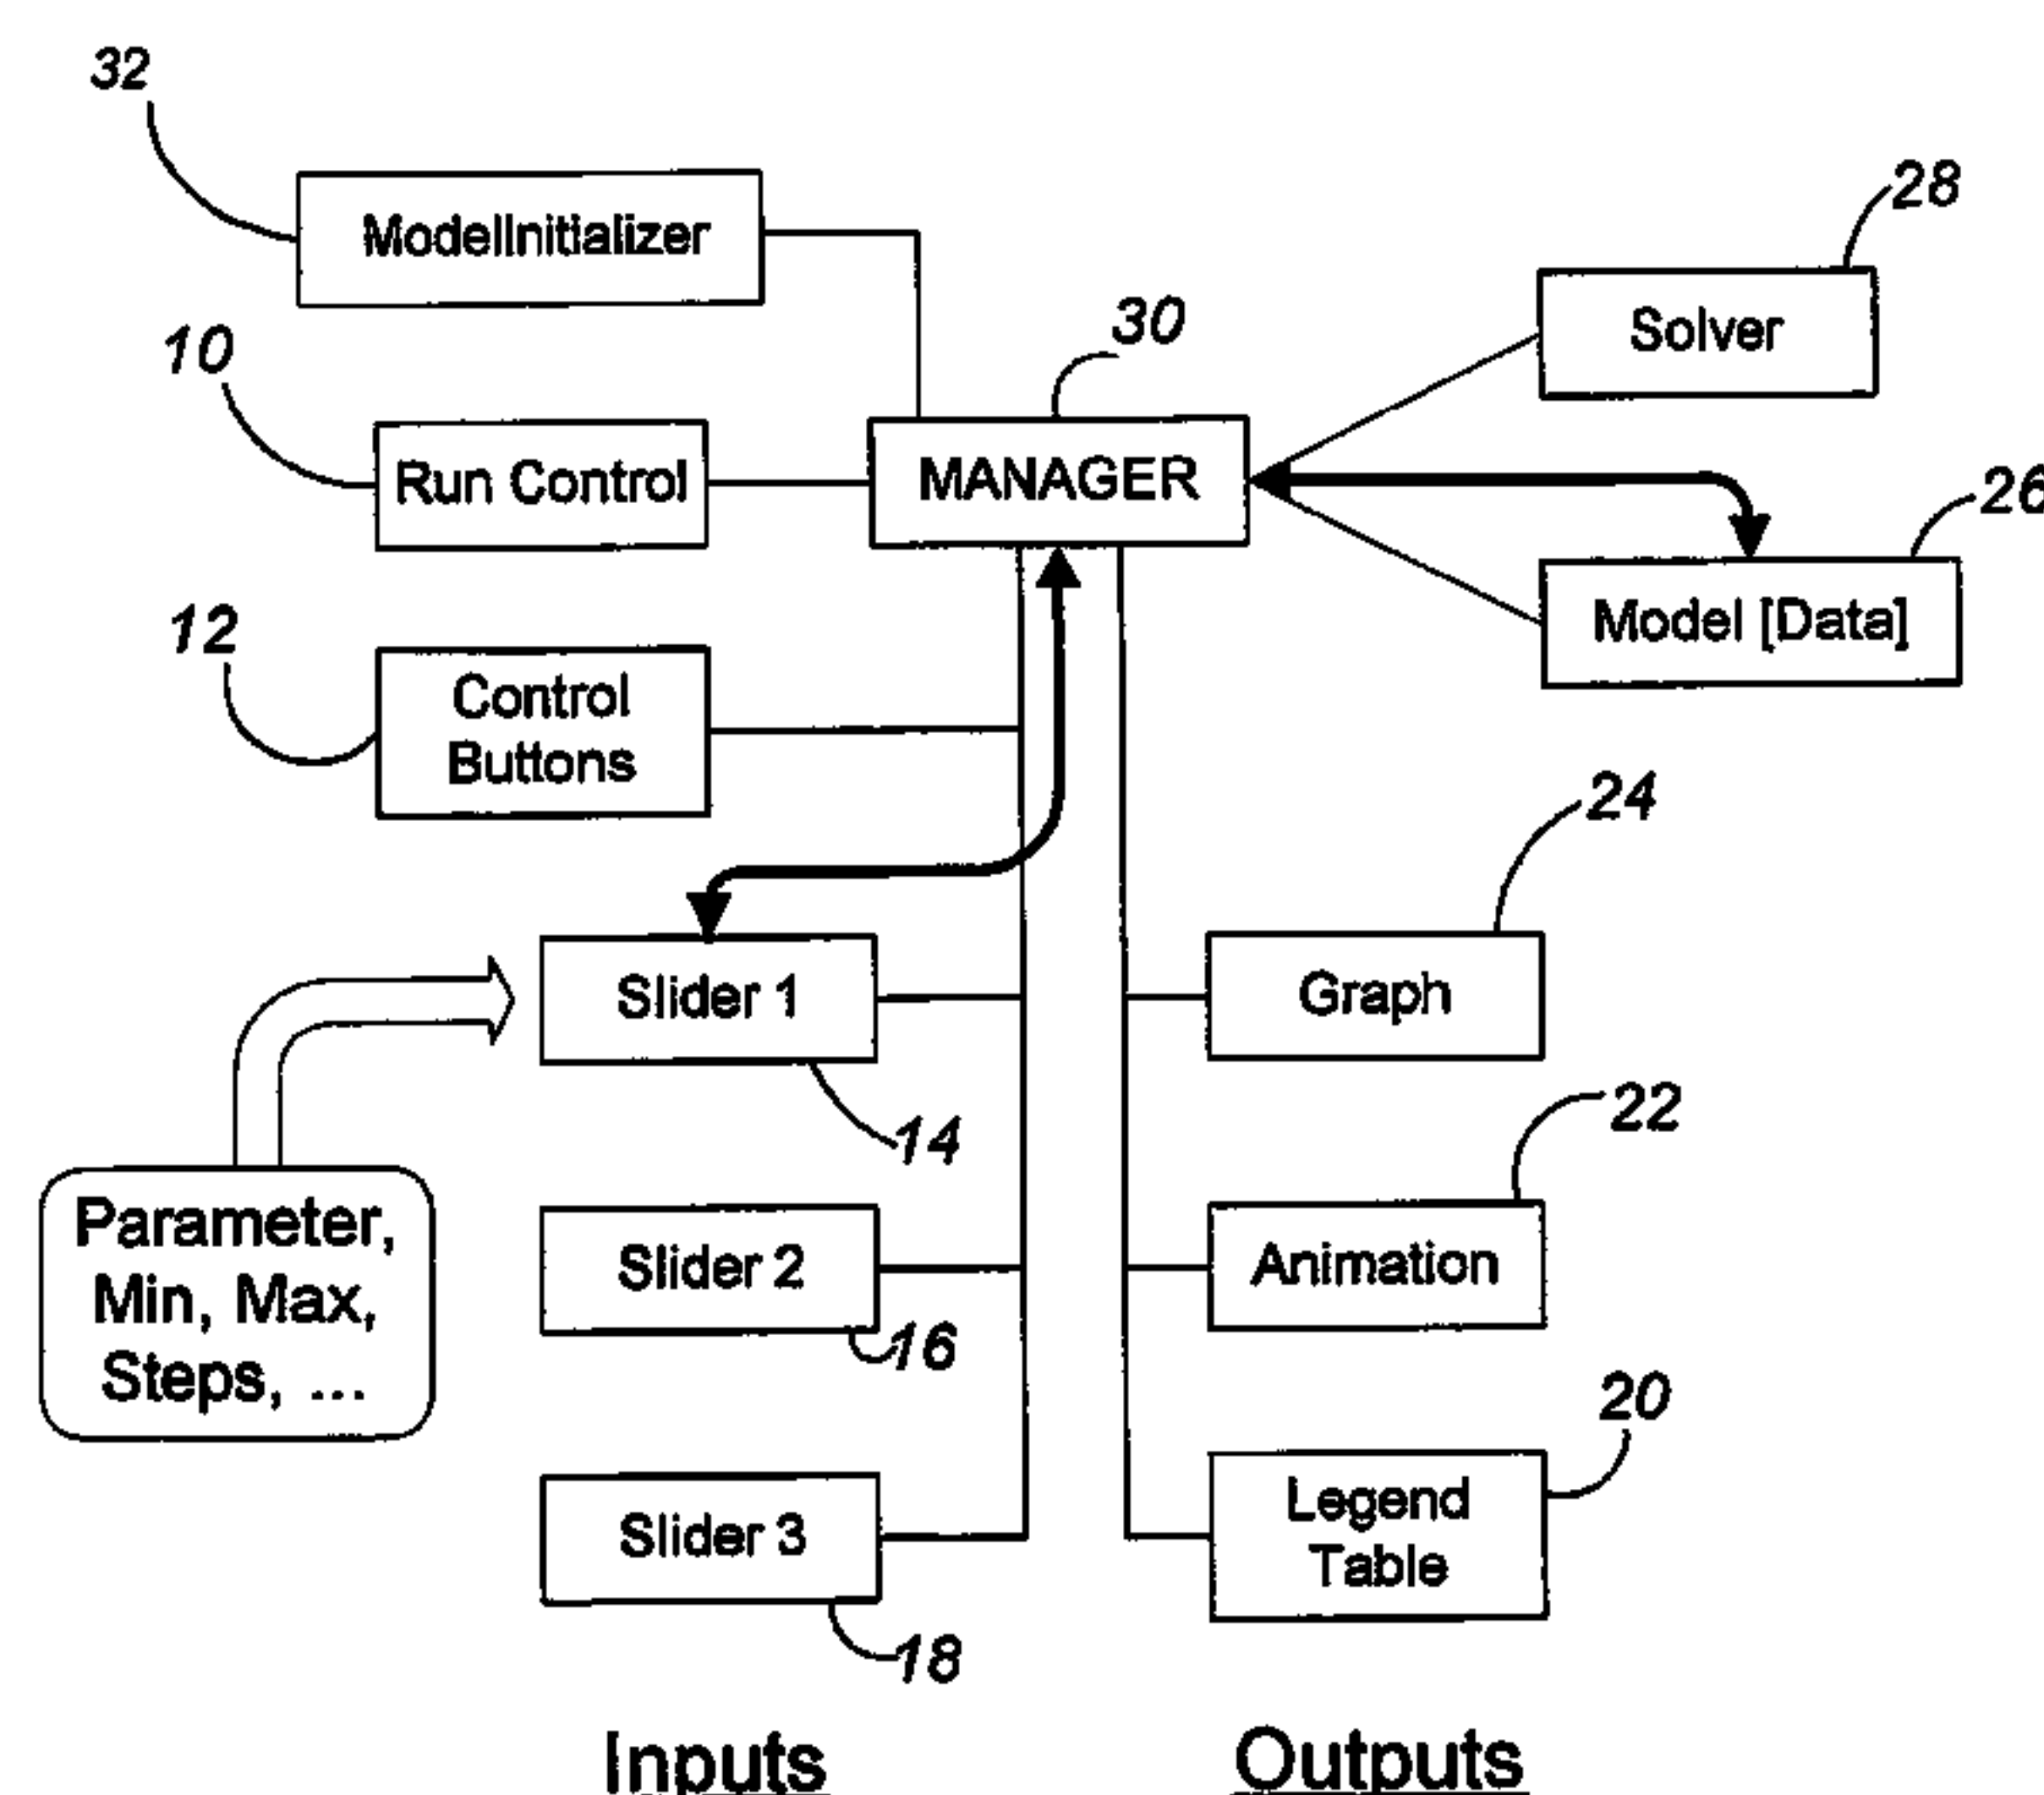 32
ModelInitializer
28
Solver
10
30
Run Control
MANAGER
26
Model [Data]
12
Control
Buttons
24
Slider 1
Graph
14
22
Parameter,
Min, Max,
Steps, ...
Slider 2
Animation
16
20
Slider 3
Legend
Table
18
Inputs
Outputs